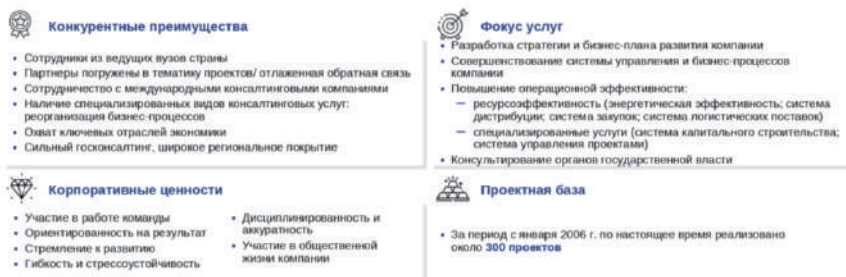 Конкурентные преимущества
• Сотрудники из ведущих вузов страны
• Партнеры погружены в тематику проектов/ отлаженная обратная связь
• Сотрудничество с международными консалтинговыми компаниями
• Наличие специализированных видов консалтинговых услуг:
реорганизация бизнес-процессов
• Охват ключевых отраслей экономики
• Сильный госконсалтинг, широкое региональное покрытие
Фокус услуг
• Разработка стратегии и бизнес-плана развития компании
• Совершенствование системы управления и бизнес-процессов
компании
• Повышение операционной эффективности:
— ресурсоэффективность (энергетическая эффективность; система
дистрибуции; система закупок; система логистических поставок)
— специализированные услуги (система капитального строительства;
система управления проектами)
• Консультирование органов государственной власти
Корпоративные ценности
• Участие в работе команды
• Ориентированность на результат
• Стремление к развитию
• Гибкость и стрессоустойчивость
• Дисциплинированность и
аккуратность
• Участие в общественной
жизни компании
Проектная база
• За период с января 2006 г. по настоящее время реализовано
около 300 проектов